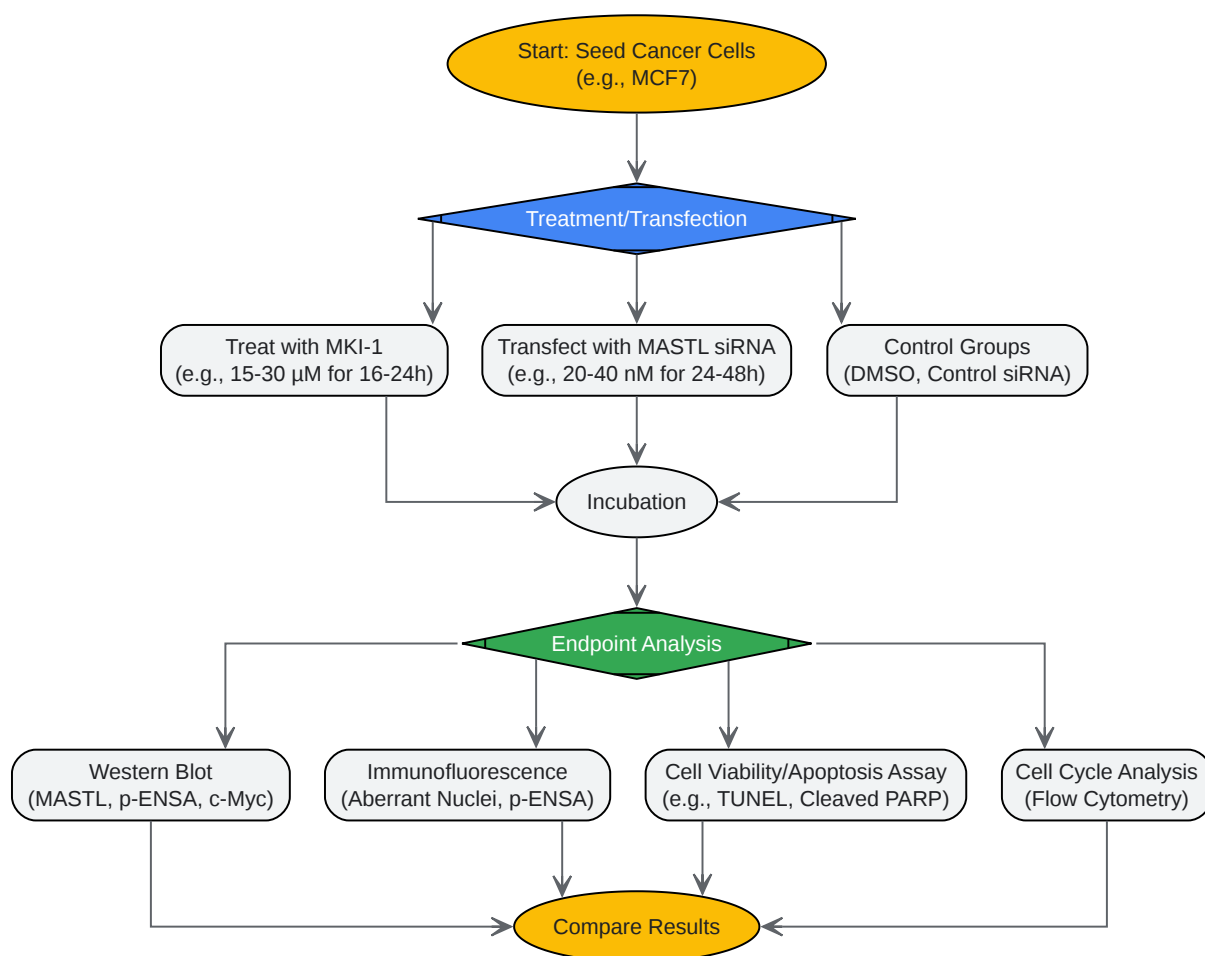 Start: Seed Cancer Cells
(e.g., MCF7)
Treatment/Transfection
Treat with MKI-1
(e.g., 15-30 µM for 16-24h)
Transfect with MASTL siRNA
(e.g., 20-40 nM for 24-48h)
Control Groups
(DMSO, Control siRNA)
Incubation
Endpoint Analysis
Western Blot
(MASTL, p-ENSA, c-Myc)
Immunofluorescence
(Aberrant Nuclei, p-ENSA)
Cell Viability/Apoptosis Assay
(e.g., TUNEL, Cleaved PARP)
Cell Cycle Analysis
(Flow Cytometry)
Compare Results